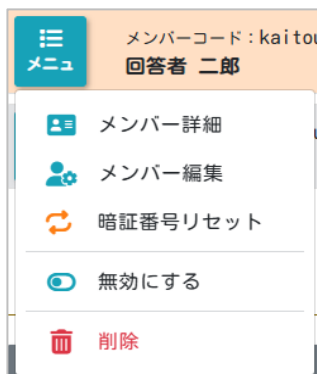 メニュー
メンバーコード：kaitou
回答者 二郎
メンバー詳細
メンバー編集
暗証番号リセット
無効にする
削除